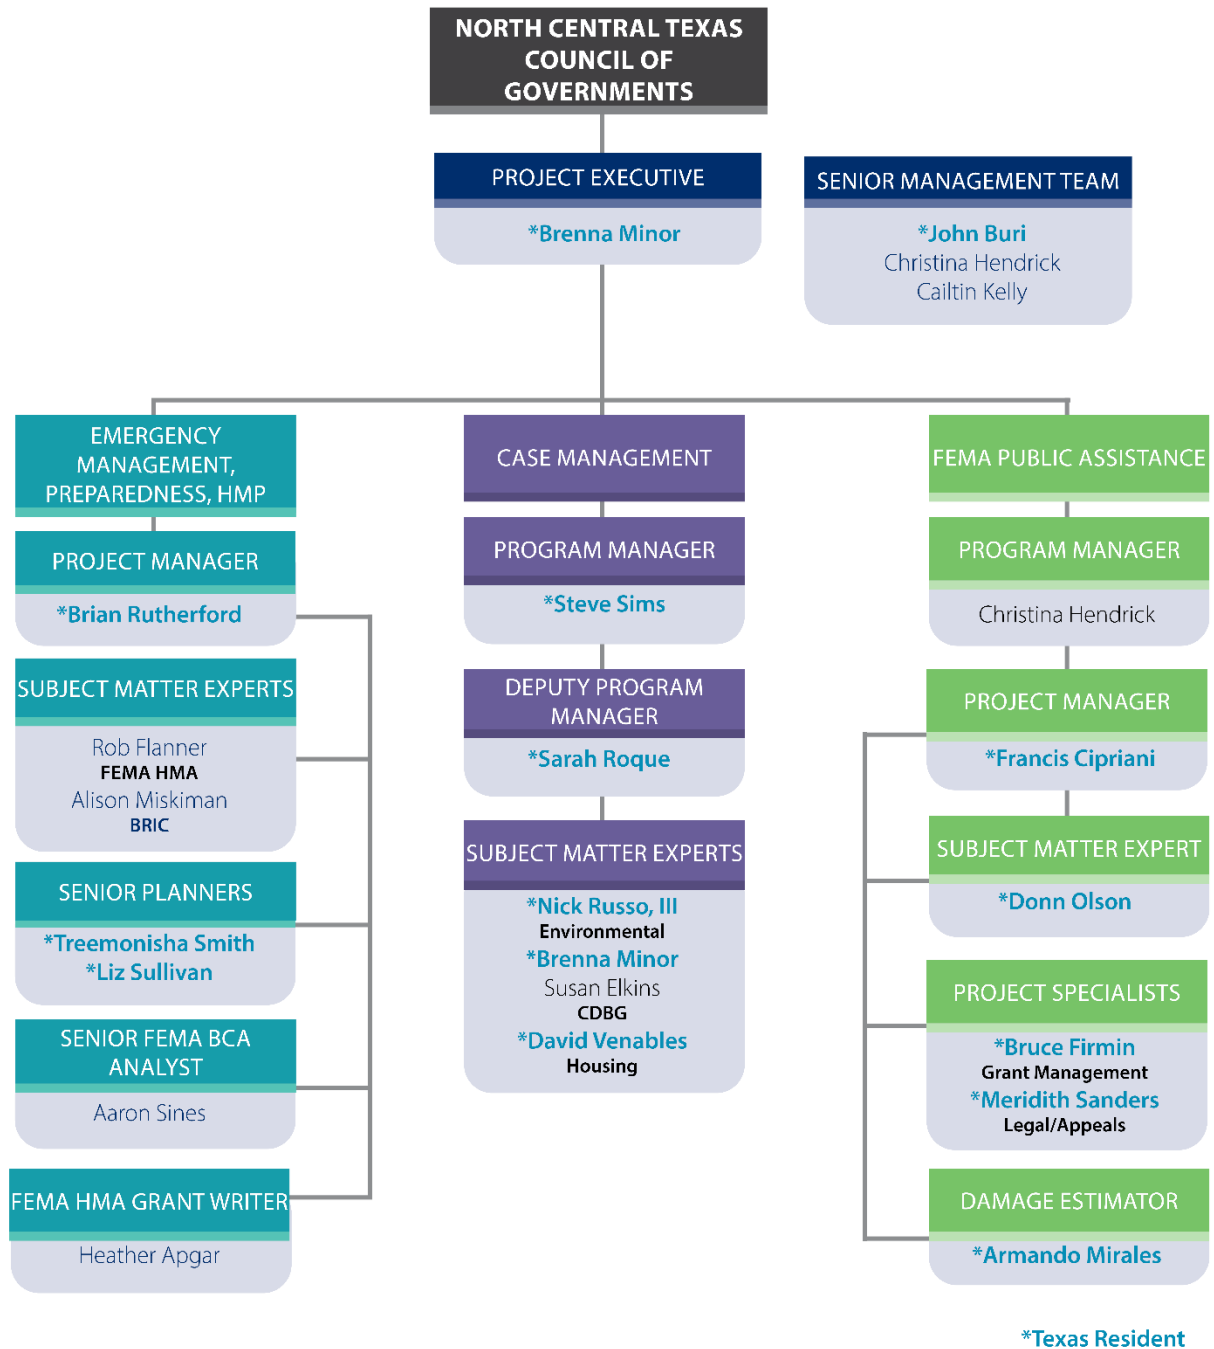 NORTH CENTRAL TEXAS
COUNCIL OF
GOVERNMENTS
PROJECT EXECUTIVE
*Brenna Minor
SENIOR MANAGEMENT TEAM
*John Buri
Christina Hendrick
Cailtin Kelly
EMERGENCY
MANAGEMENT,
PREPAREDNESS, HMP
PROJECT MANAGER
*Brian Rutherford
SUBJECT MATTER EXPERTS
Rob Flanner
FEMA HMA
Alison Miskiman
BRIC
SENIOR PLANNERS
*Treemonisha Smith
*Liz Sullivan
SENIOR FEMA BCA
ANALYST
Aaron Sines
FEMA HMA GRANT WRITER
Heather Apgar
CASE MANAGEMENT
PROGRAM MANAGER
*Steve Sims
DEPUTY PROGRAM
MANAGER
*Sarah Roque
SUBJECT MATTER EXPERTS
*Nick Russo, III
Environmental
*Brenna Minor
Susan Elkins
CDBG
*David Venables
Housing
FEMA PUBLIC ASSISTANCE
PROGRAM MANAGER
Christina Hendrick
PROJECT MANAGER
*Francis Cipriani
SUBJECT MATTER EXPERT
*Donn Olson
PROJECT SPECIALISTS
*Bruce Firmin
Grant Management
*Meridith Sanders
Legal/Appeals
DAMAGE ESTIMATOR
*Armando Mirales
*Texas Resident